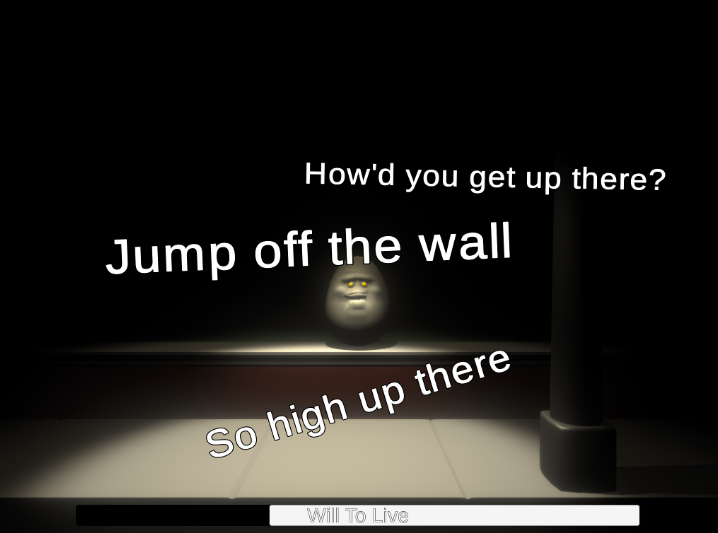 How'd you get up there?
Jump off the wall
So high up there
Will To Live